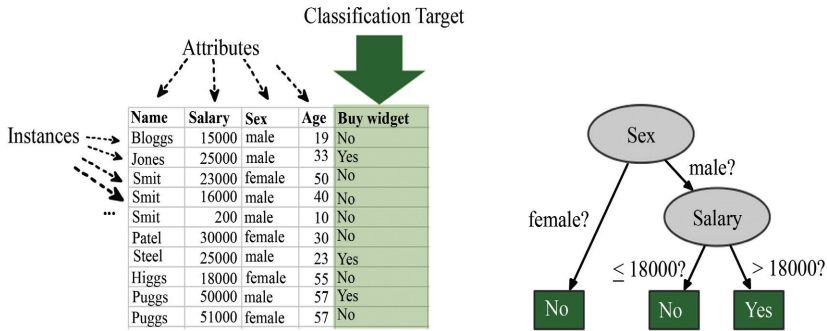 Classification Target
Attributes
Instances
...
Name Salary Sex Age Buy widget
Bloggs 15000 male 19 No
Jones 25000 male 33 Yes
Smit 23000 female 50 No
Smit 16000 male 40 No
Smit 200 male 10 No
Patel 30000 female 30 No
Steel 25000 male 23 Yes
Higgs 18000 female 55 No
Puggs 50000 male 57 Yes
Puggs 51000 female 57 No
Sex
male?
female?
Salary
≤ 18000?
> 18000?
No
No
Yes